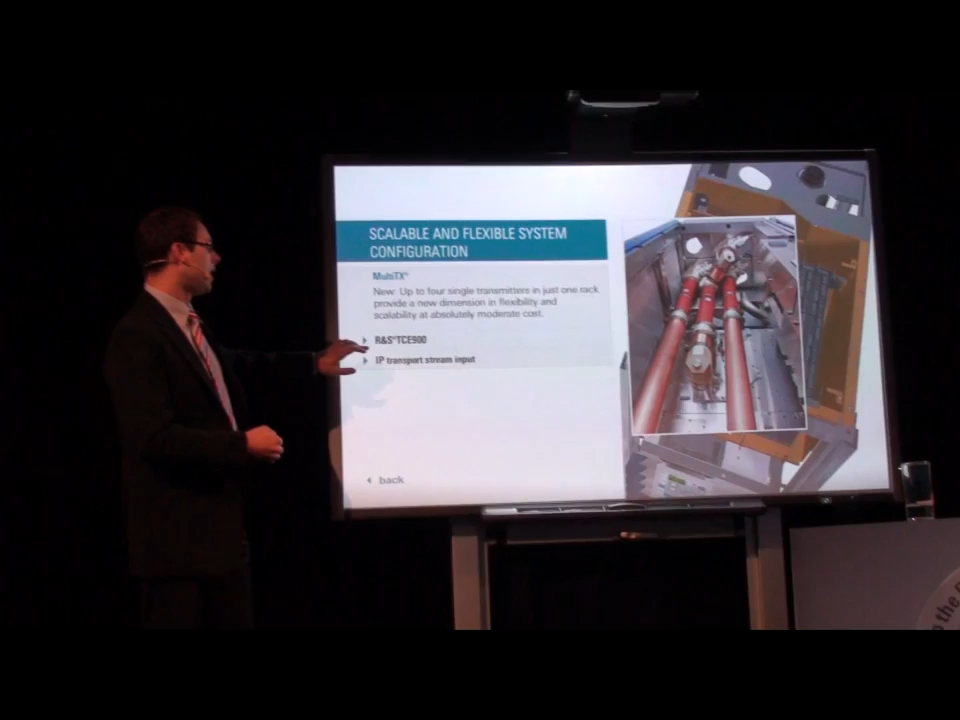 SCALABLE AND FLEXIBLE SYSTEM
CONFIGURATION
MultiTX®
New: Up to four single transmitters in just one rack
provide a new dimension in flexibility and
scalability at absolutely moderate cost.
R&S®TCE900
IP transport stream input
back
the